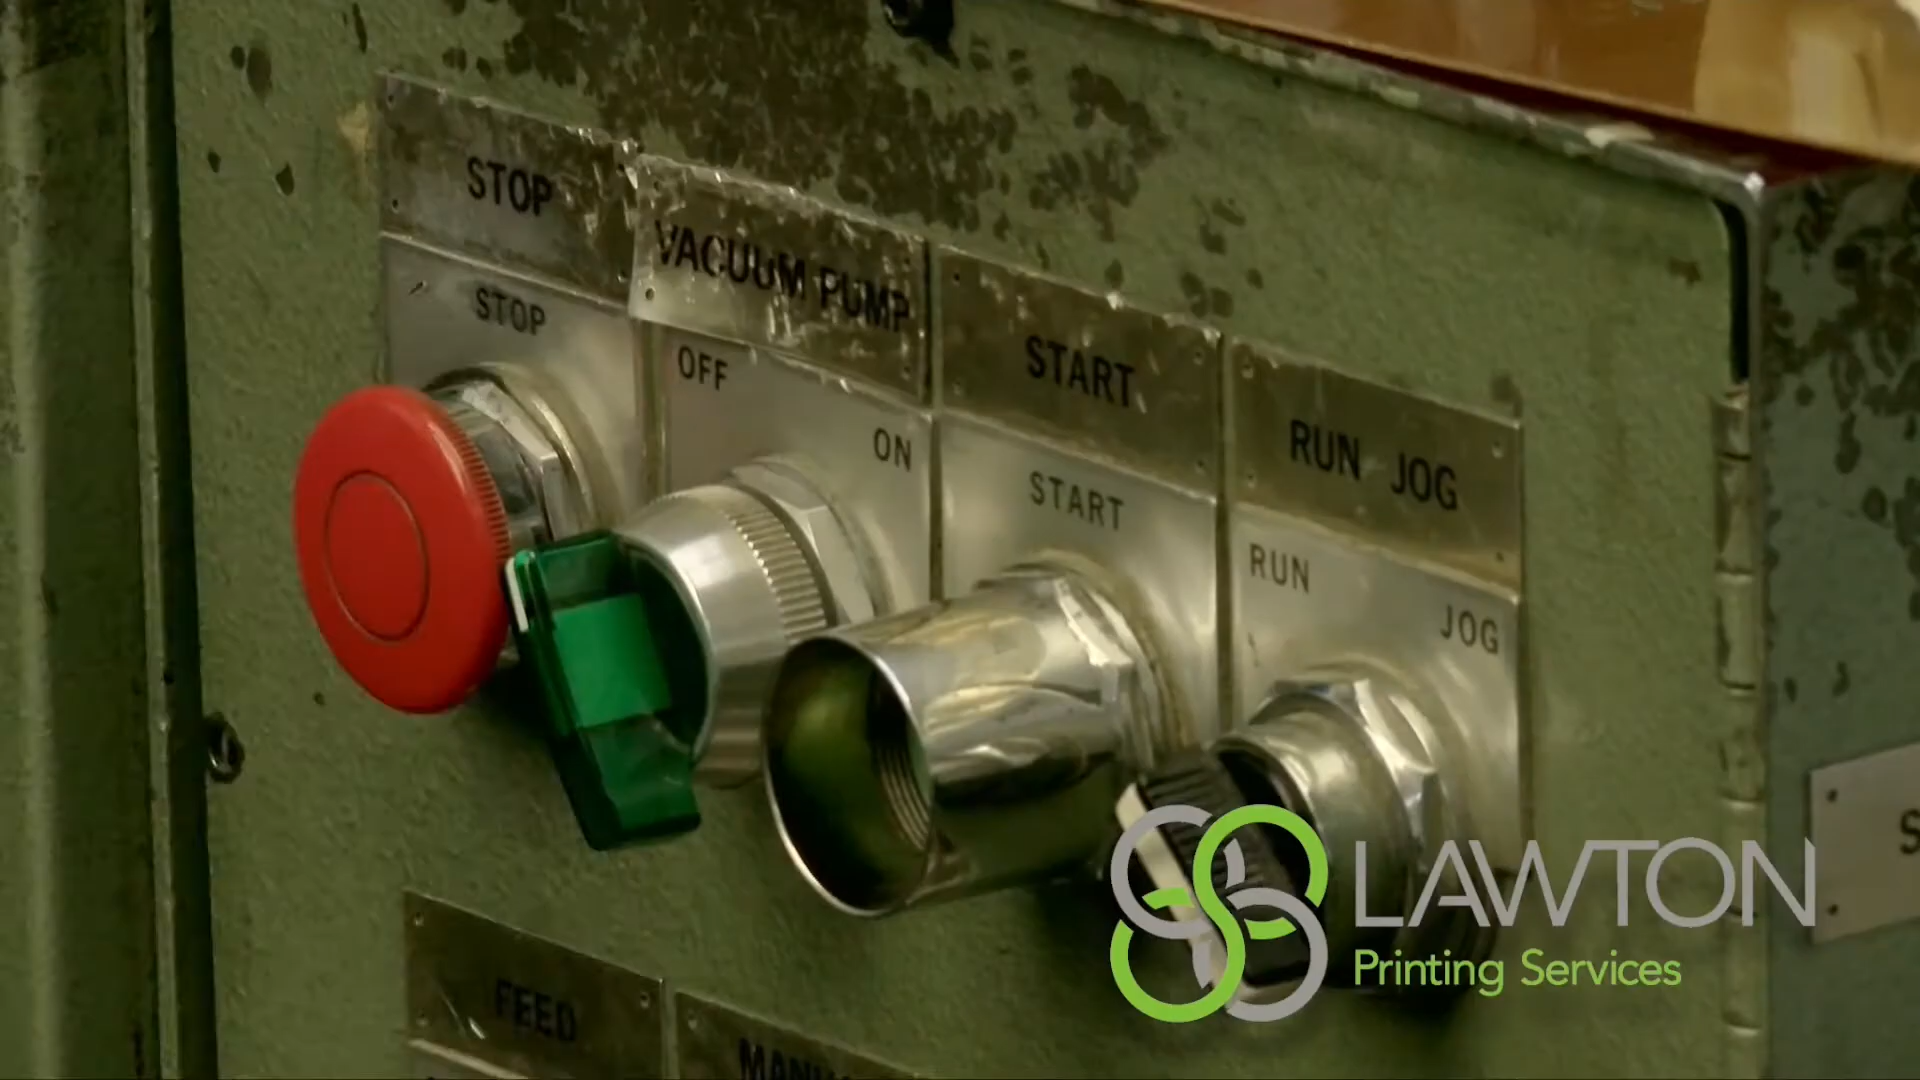 STOP
STOP
VACUUM PUMP
OFF
ON
START
START
RUN JOG
RUN
JOG
FEED
LAWTON
Printing Services